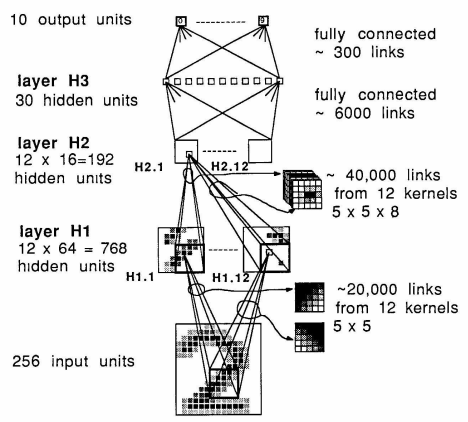 10 output units
0
9
fully connected
~ 300 links
layer H3
30 hidden units
fully connected
~ 6000 links
layer H2
12 x 16=192
hidden units
H2.1
H2.12
~ 40,000 links
from 12 kernels
5 x 5 x 8
layer H1
12 x 64 = 768
hidden units
H1.1
H1.12
~20,000 links
from 12 kernels
5 x 5
256 input units